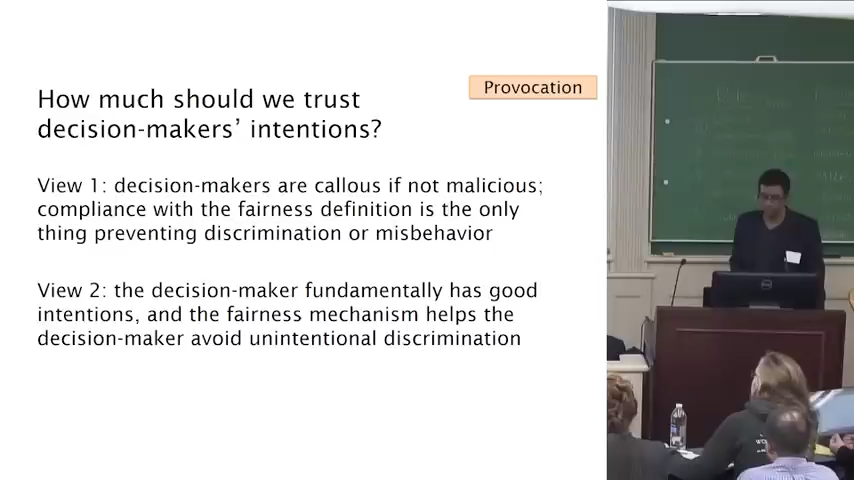 Provocation
How much should we trust
decision-makers’ intentions?
View 1: decision-makers are callous if not malicious;
compliance with the fairness definition is the only
thing preventing discrimination or misbehavior
View 2: the decision-maker fundamentally has good
intentions, and the fairness mechanism helps the
decision-maker avoid unintentional discrimination